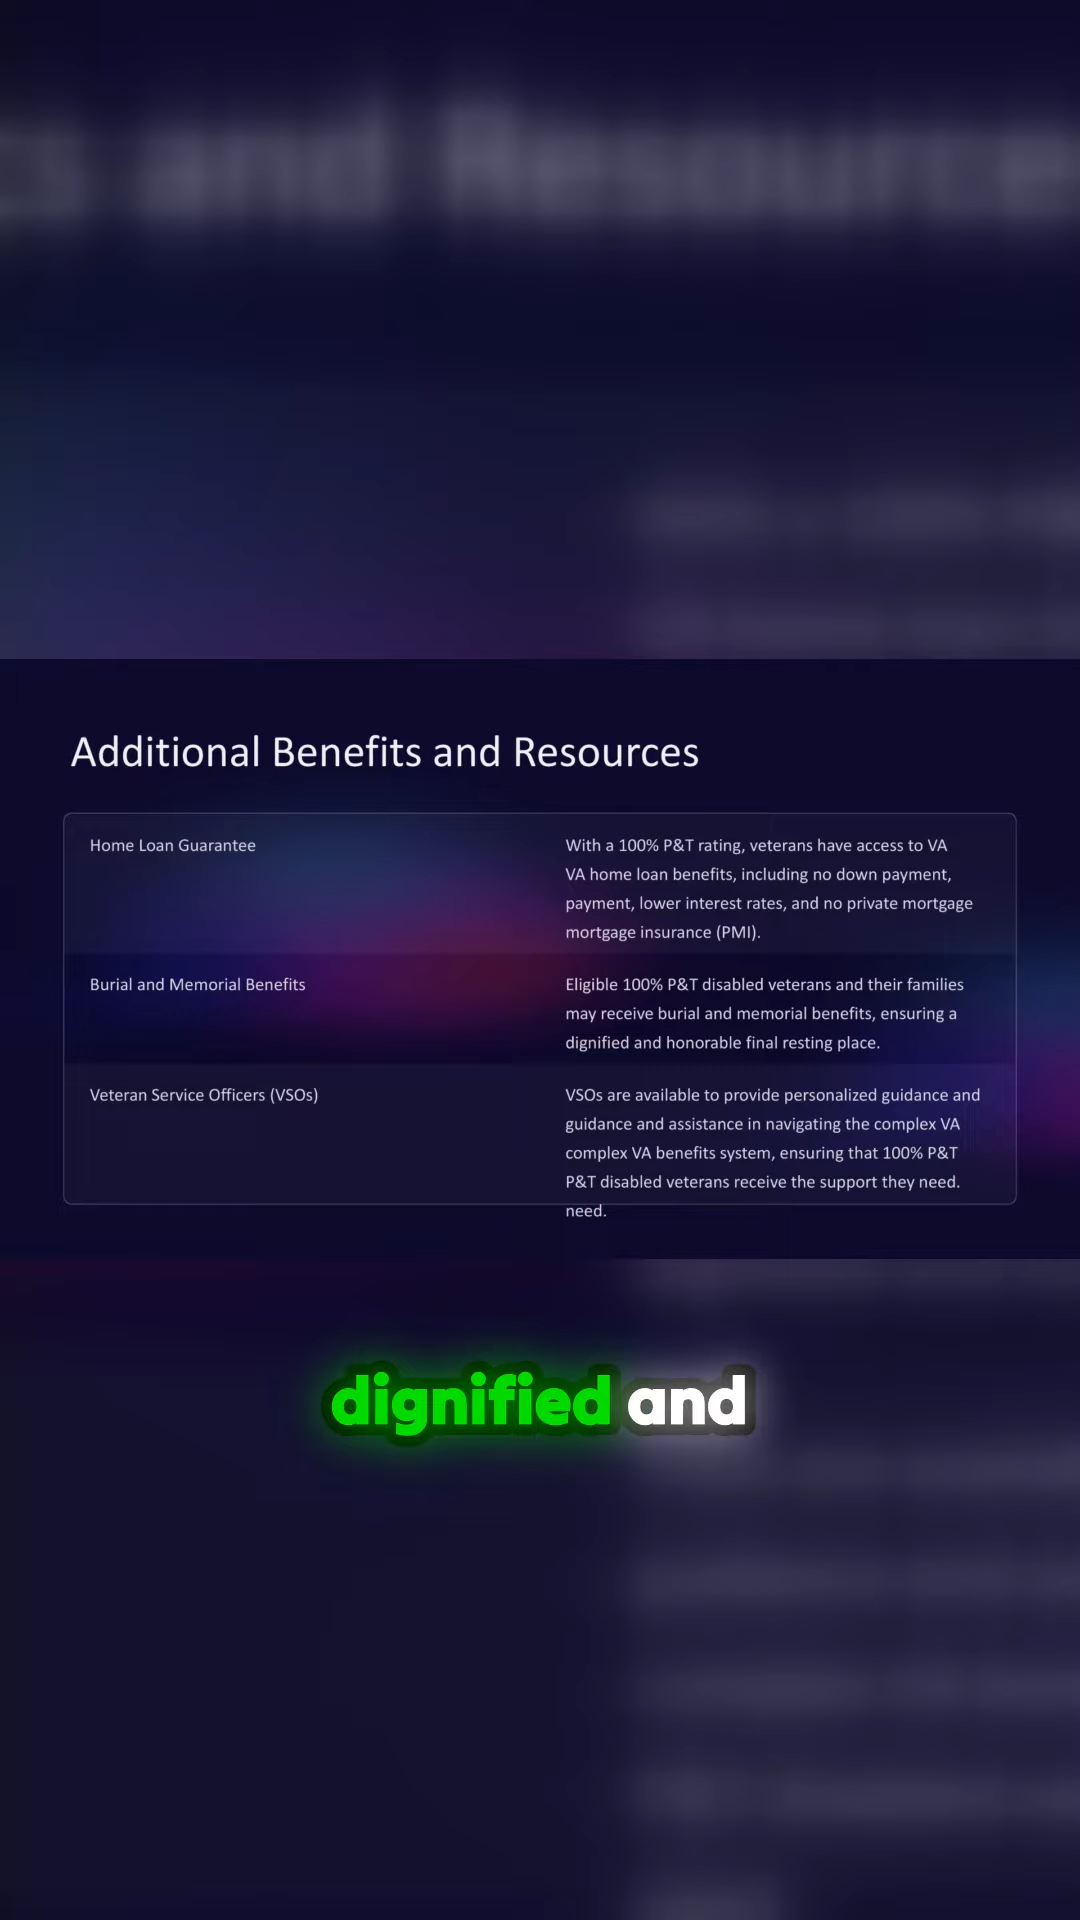 cs and Resource
Additional Benefits and Resources
Home Loan Guarantee
With a 100% P&T rating, veterans have access to VA
VA home loan benefits, including no down payment,
payment, lower interest rates, and no private mortgage
mortgage insurance (PMI).
Burial and Memorial Benefits
Eligible 100% P&T disabled veterans and their families
may receive burial and memorial benefits, ensuring a
dignified and honorable final resting place.
Veteran Service Officers (VSOs)
VSOs are available to provide personalized guidance and
guidance and assistance in navigating the complex VA
complex VA benefits system, ensuring that 100% P&T
P&T disabled veterans receive the support they need.
need.
dignified and